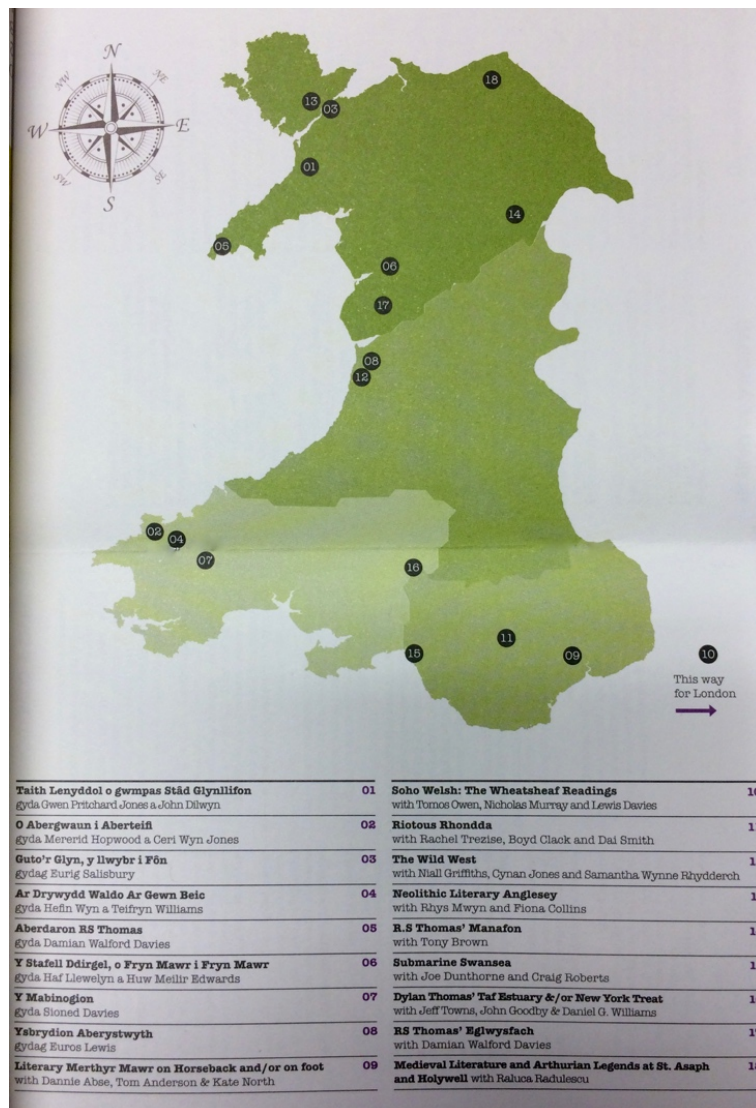 N
NW
NE
W
E
SW
SE
S
18
13
03
01
14
05
06
17
08
12
02
04
07
16
11
15
09
10
This way
for London
Taith Lenyddol o gwmpas Stâd Glynllifon 01
gyda Gwen Pritchard Jones a John Dilwyn
O Abergwaun i Aberteifi 02
gyda Mererid Hopwood a Ceri Wyn Jones
Guto'r Glyn, y llwybr i Fôn 03
gydag Eurig Salisbury
Ar Drywydd Waldo Ar Gewn Beic 04
gyda Hefin Wyn a Teifryn Williams
Aberdaron RS Thomas 05
gyda Damian Walford Davies
Y Stafell Ddirgel, o Fryn Mawr i Fryn Mawr 06
gyda Haf Llewelyn a Huw Meilir Edwards
Y Mabinogion 07
gyda Sioned Davies
Ysbrydion Aberystwyth 08
gydag Euros Lewis
Literary Merthyr Mawr on Horseback and/or on foot 09
with Dannie Abse, Tom Anderson & Kate North
Soho Welsh: The Wheatsheaf Readings
with Tomos Owen, Nicholas Murray and Lewis Davies
Riotous Rhondda
with Rachel Trezise, Boyd Clack and Dai Smith
The Wild West
with Niall Griffiths, Cynan Jones and Samantha Wynne Rhydderch
Neolithic Literary Anglesey
with Rhys Mwyn and Fiona Collins
R.S Thomas' Manafon
with Tony Brown
Submarine Swansea
with Joe Dunthorne and Craig Roberts
Dylan Thomas' Taf Estuary &/or New York Treat
with Jeff Towns, John Goodby & Daniel G. Williams
RS Thomas' Eglwysfach
with Damian Walford Davies
Medieval Literature and Arthurian Legends at St. Asaph
and Holywell with Raluca Radulescu